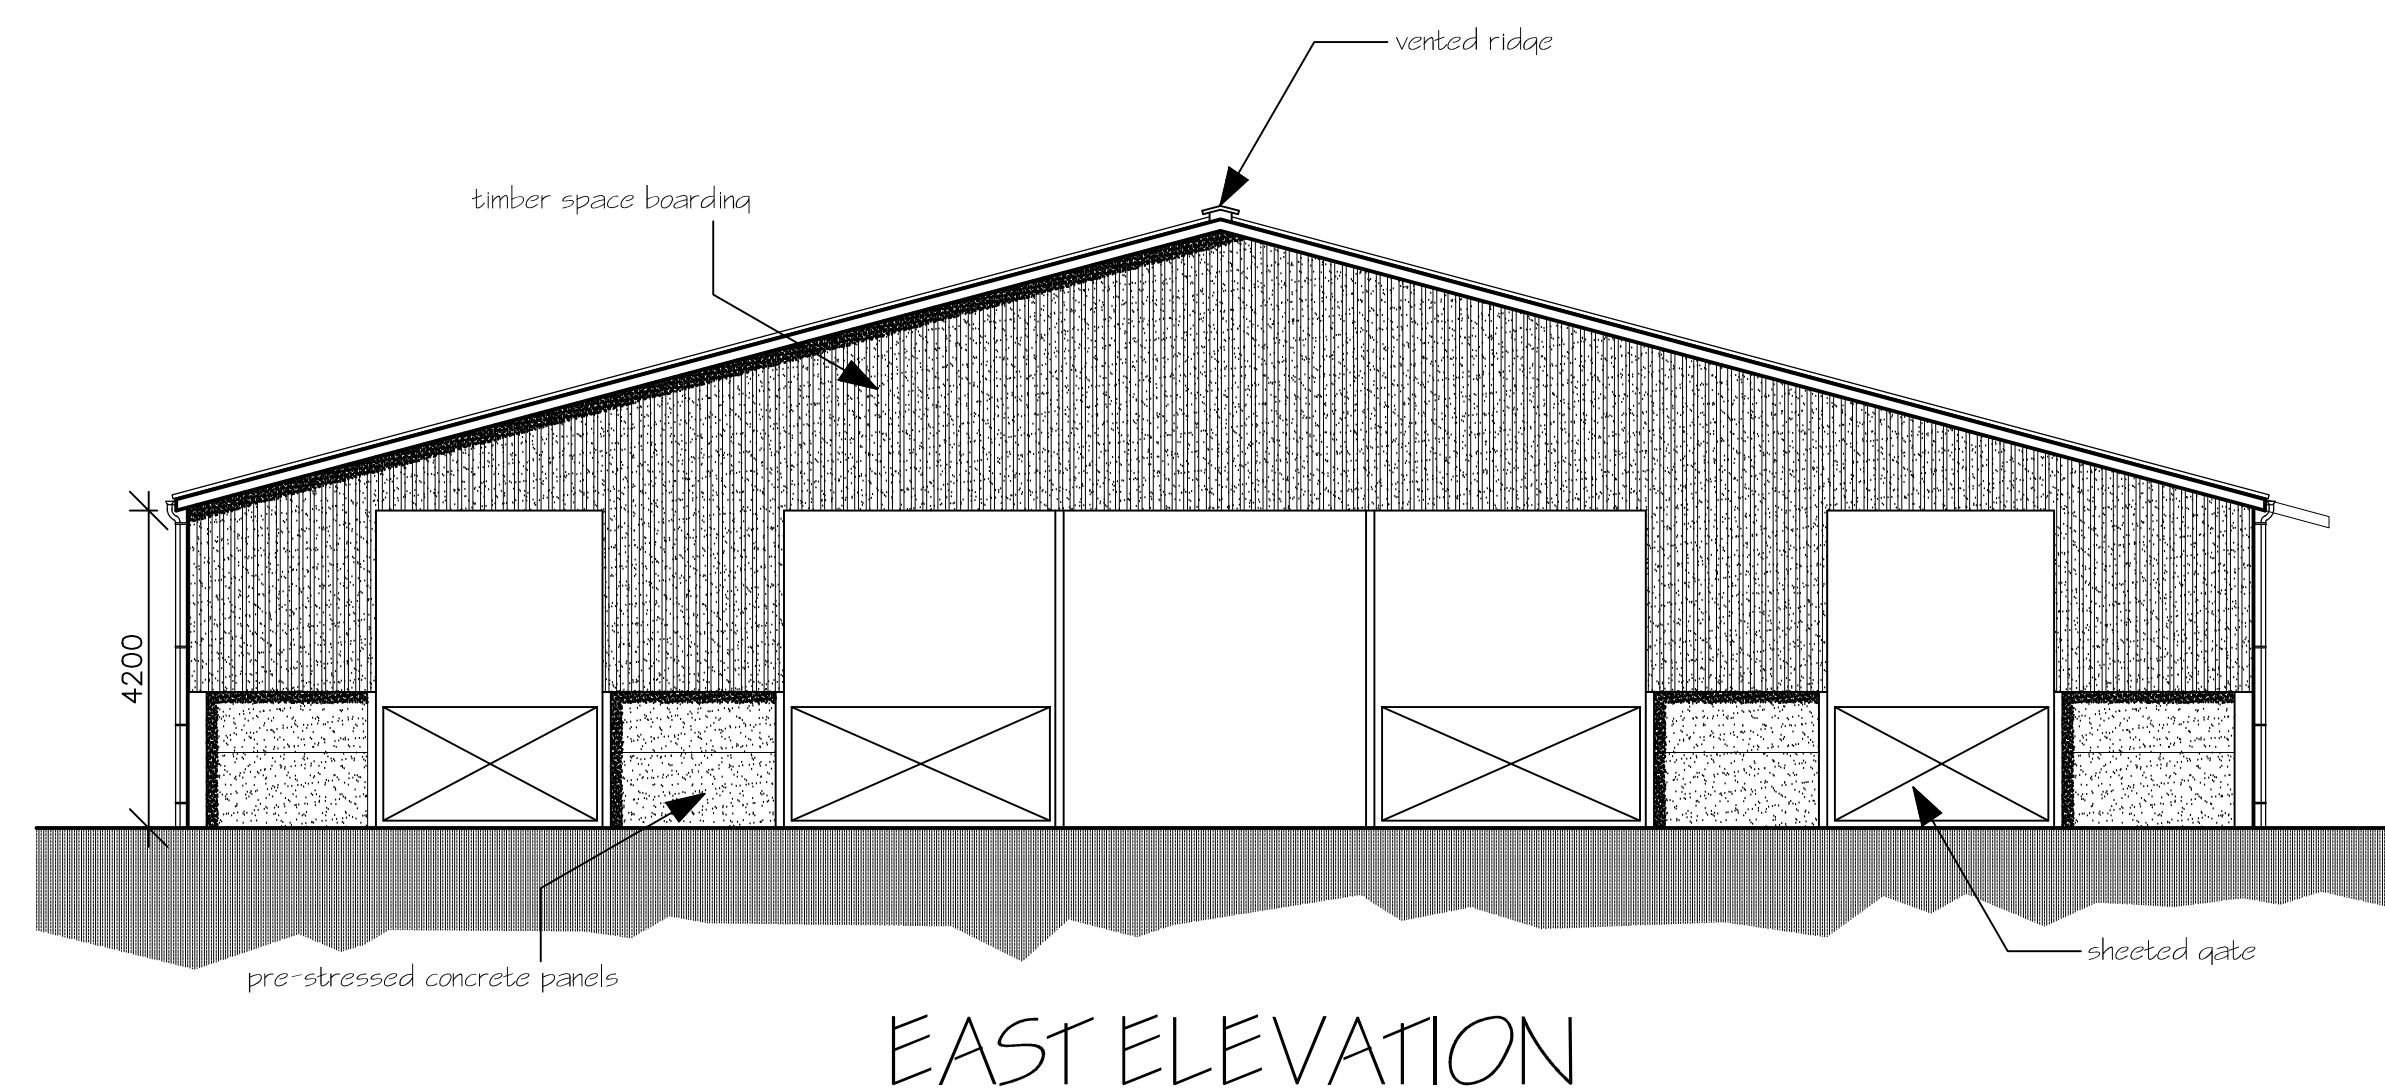 vented ridge
timber space boarding
4200
sheeted gate
pre-stressed concrete panels
EAST ELEVATION